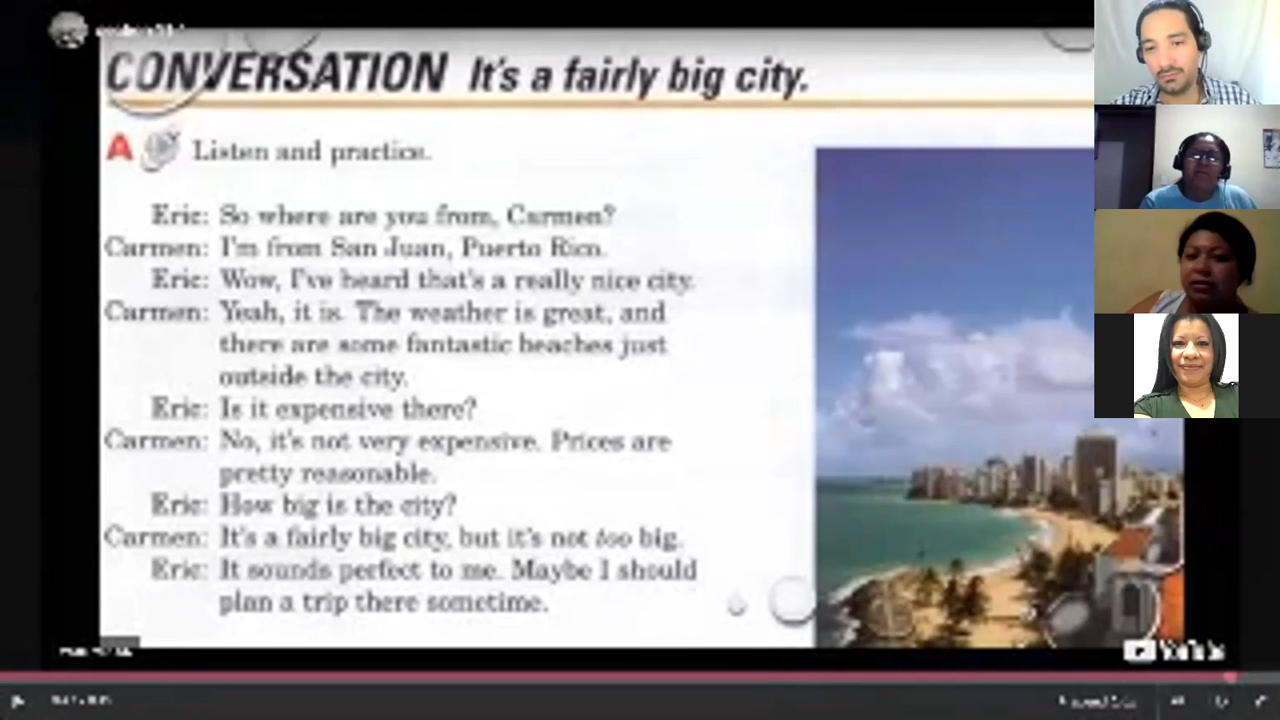 CONVERSATION It's a fairly big city.
A Listen and practice.
Eric: So where are you from, Carmen?
Carmen: I'm from San Juan, Puerto Rico.
Eric: Wow, I've heard that's a really nice city.
Carmen: Yeah, it is. The weather is great, and
there are some fantastic beaches just
outside the city.
Eric: Is it expensive there?
Carmen: No, it's not very expensive. Prices are
pretty reasonable.
Eric: How big is the city?
Carmen: It's a fairly big city, but it's not too big.
Eric: It sounds perfect to me. Maybe I should
plan a trip there sometime.
YouTube